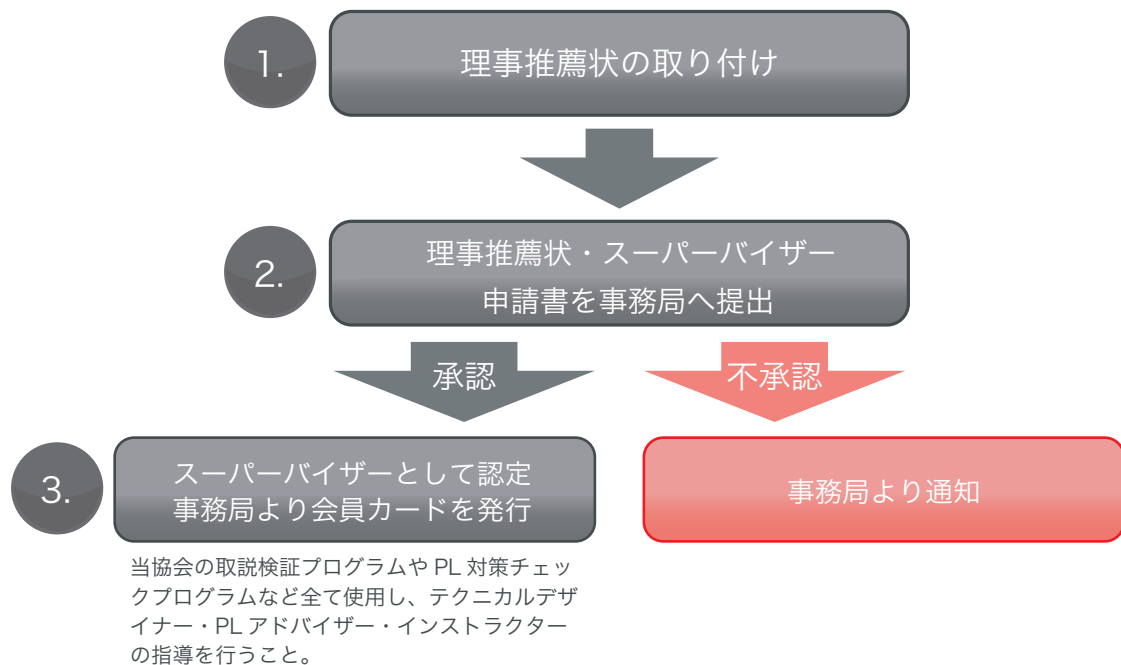 1.
理事推薦状の取り付け
2.
理事推薦状・スーパーバイザー
申請書を事務局へ提出
承認
不承認
3.
スーパーバイザーとして認定
事務局より会員カードを発行
事務局より通知
当協会の取説検証プログラムや PL 対策チェッ
クプログラムなど全て使用し、テクニカルデザ
イナー・PL アドバイザー・インストラクター
の指導を行うこと。